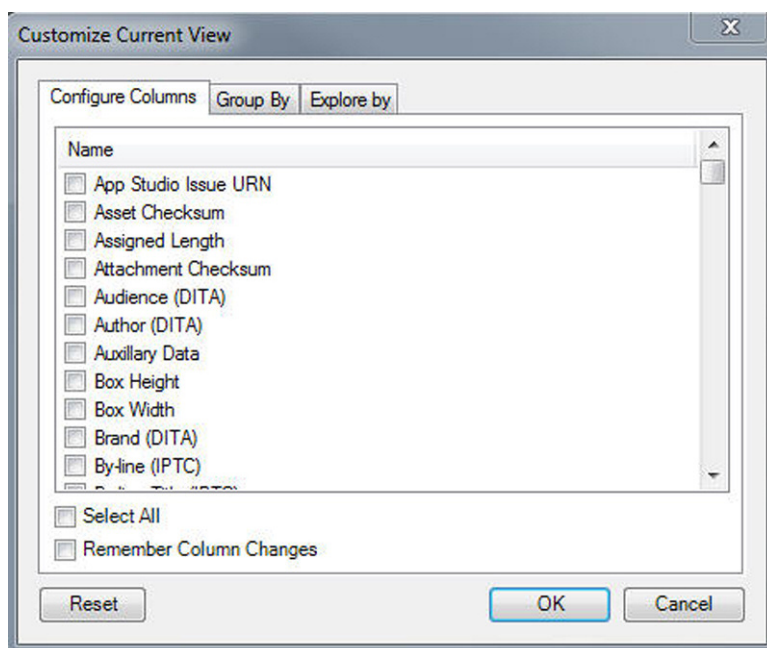 Customize Current View
Configure Columns Group By Explore by
Name
App Studio Issue URN
Asset Checksum
Assigned Length
Attachment Checksum
Audience (DITA)
Author (DITA)
Auxillary Data
Box Height
Box Width
Brand (DITA)
By-line (IPTC)
Select All
Remember Column Changes
Reset OK Cancel